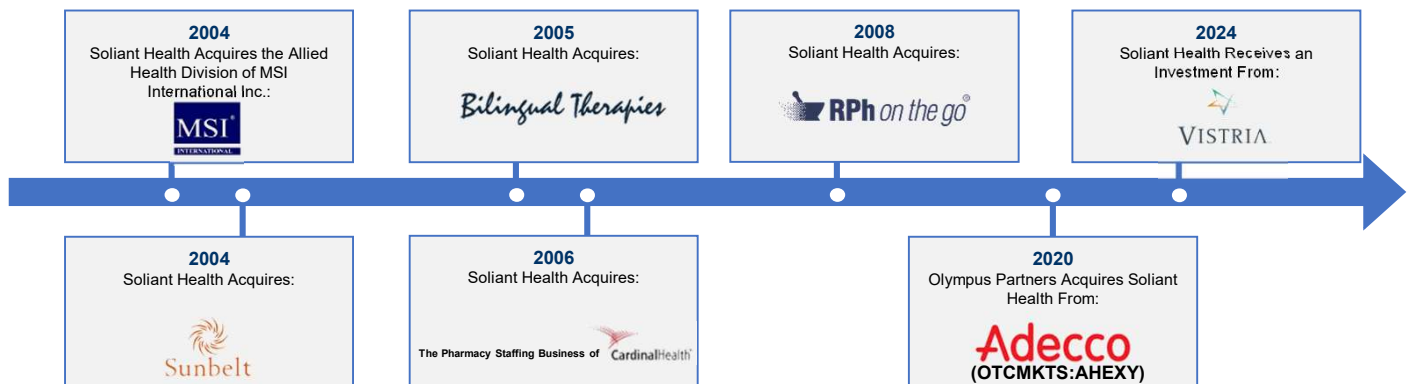 2004
Soliant Health Acquires the Allied
Health Division of MSI
International Inc.:
MSI®
INTERNATIONAL
2005
Soliant Health Acquires:
Bilingual Therapies
2008
Soliant Health Acquires:
RPh on the go®
2024
Soliant Health Receives an
Investment From:
VISTRIA
2004
Soliant Health Acquires:
Sunbelt
2006
Soliant Health Acquires:
The Pharmacy Staffing Business of CardinalHealth
2020
Olympus Partners Acquires Soliant
Health From:
Adecco
(OTCMKTS:AHEXY)